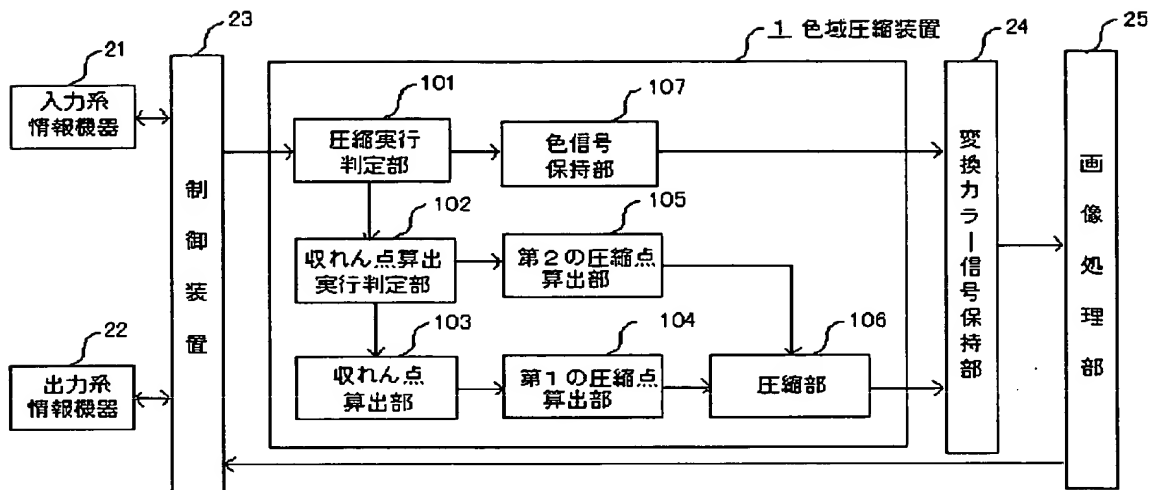 23
1 色域圧縮装置
24
25
21
入力系
情報機器
101
107
圧縮実行
判定部
色信号
保持部
制御装置
変換カラー信号保持部
画像処理部
102
105
収れん点算出
実行判定部
第2の圧縮点
算出部
22
出力系
情報機器
103
104
106
収れん点
算出部
第1の圧縮点
算出部
圧縮部